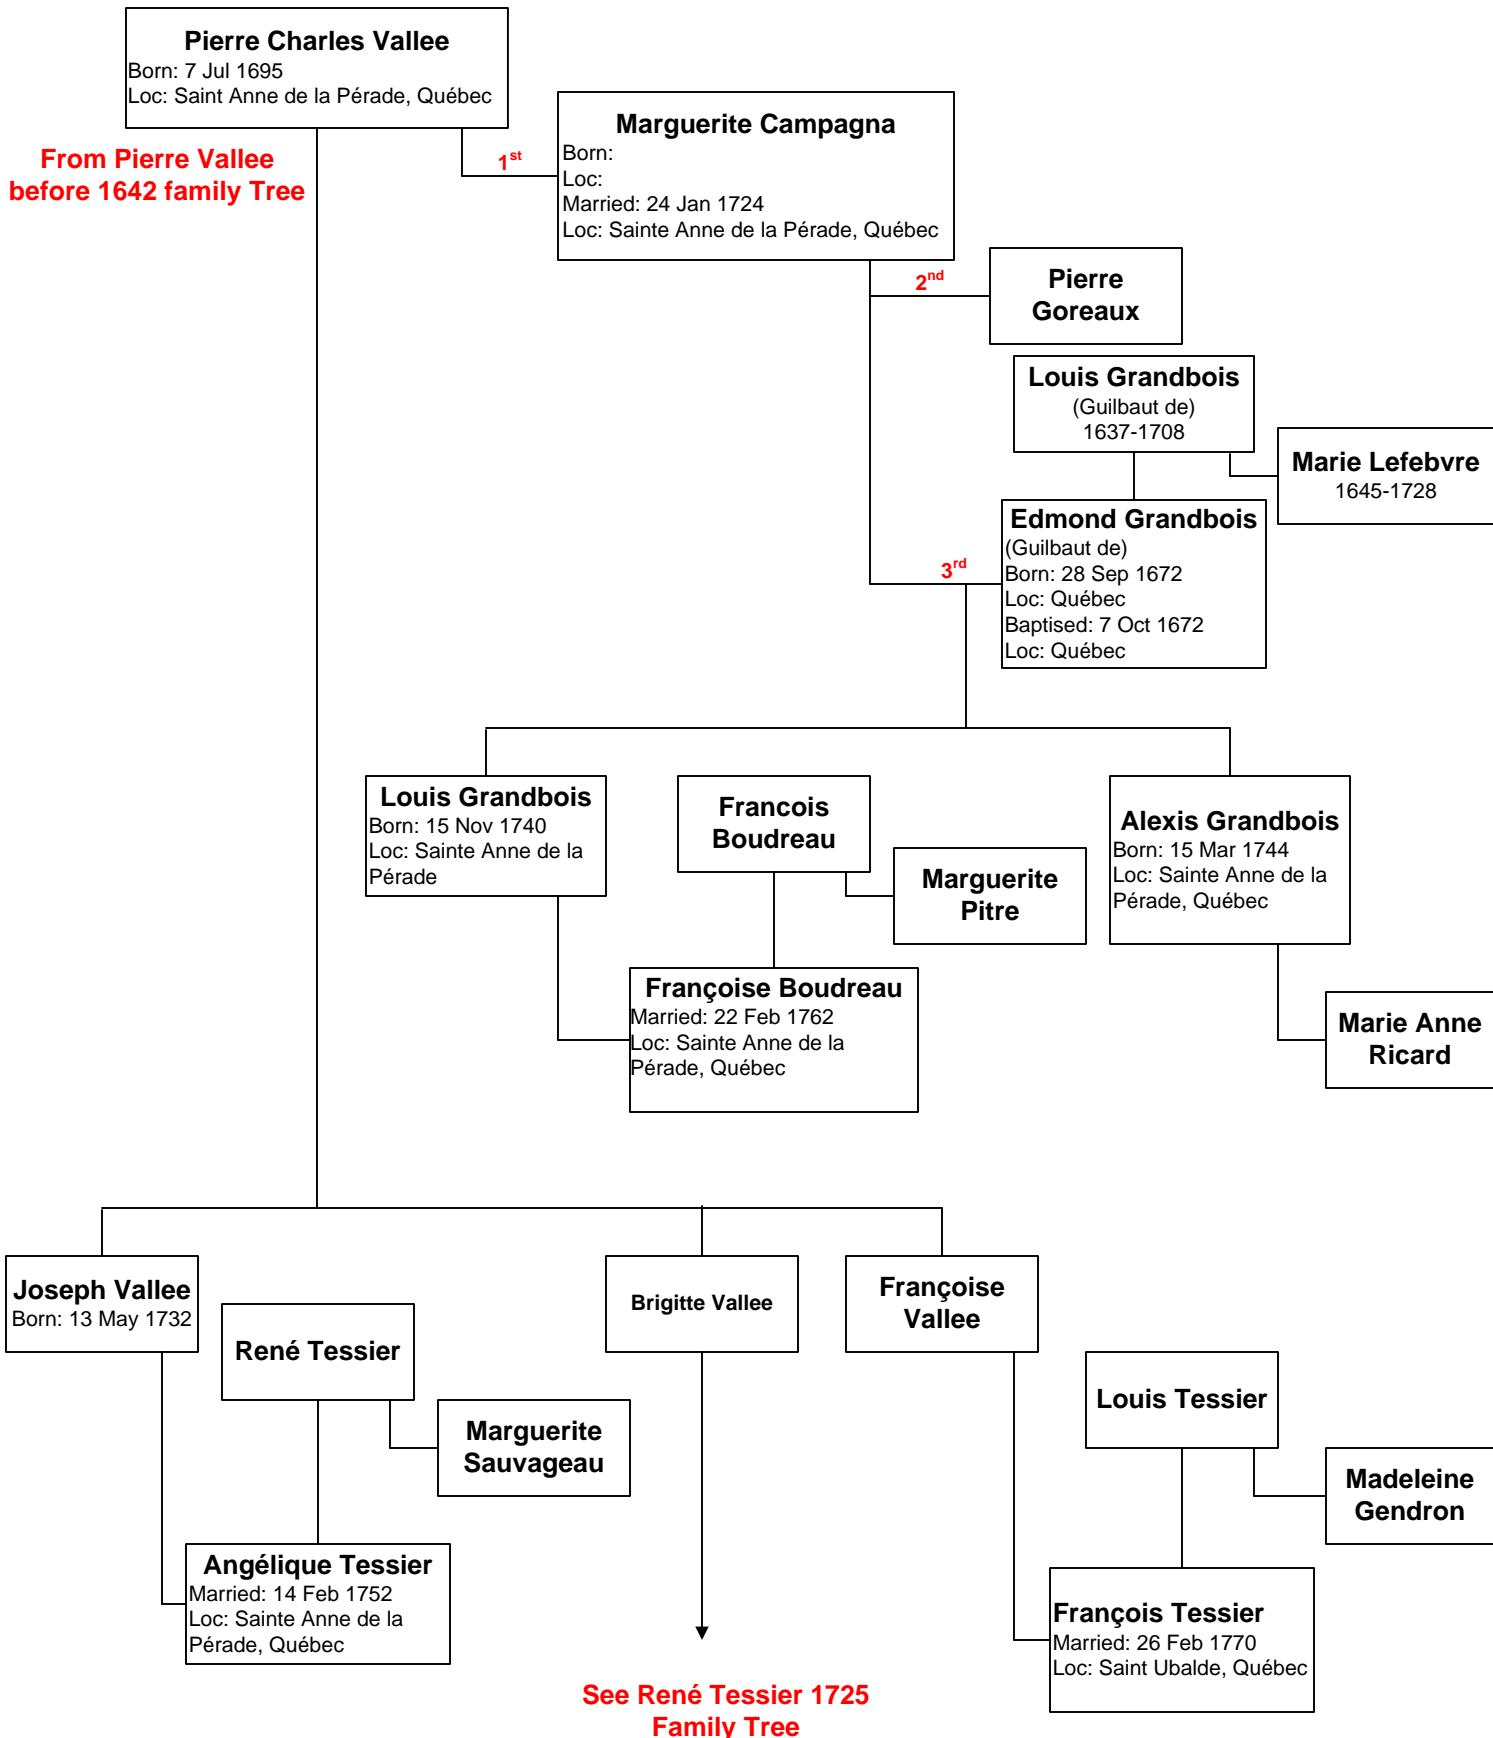 Pierre Charles Vallee
Born: 7 Jul 1695
Loc: Saint Anne de la Pérade, Québec
From Pierre Vallee
before 1642 family Tree
1st
Marguerite Campagna
Born:
Loc:
Married: 24 Jan 1724
Loc: Sainte Anne de la Pérade, Québec
2nd
Pierre
Goreaux
Louis Grandbois
(Guilbaut de)
1637-1708
Marie Lefebvre
1645-1728
3rd
Edmond Grandbois
(Guilbaut de)
Born: 28 Sep 1672
Loc: Québec
Baptised: 7 Oct 1672
Loc: Québec
Louis Grandbois
Born: 15 Nov 1740
Loc: Sainte Anne de la
Pérade
Francois
Boudreau
Marguerite
Pitre
Alexis Grandbois
Born: 15 Mar 1744
Loc: Sainte Anne de la
Pérade, Québec
Françoise Boudreau
Married: 22 Feb 1762
Loc: Sainte Anne de la
Pérade, Québec
Marie Anne
Ricard
Joseph Vallee
Born: 13 May 1732
René Tessier
Marguerite
Sauvageau
Brigitte Vallee
Françoise
Vallee
Louis Tessier
Madeleine
Gendron
Angélique Tessier
Married: 14 Feb 1752
Loc: Sainte Anne de la
Pérade, Québec
François Tessier
Married: 26 Feb 1770
Loc: Saint Ubalde, Québec
See René Tessier 1725
Family Tree